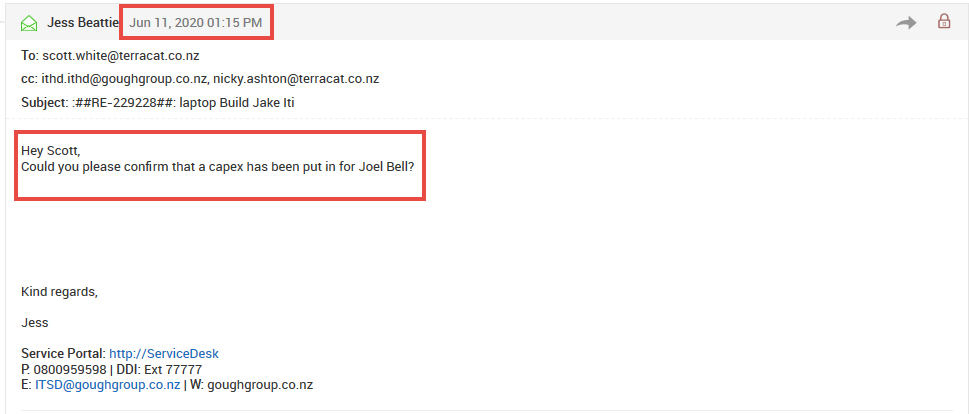 Jess Beattie Jun 11, 2020 01:15 PM
To: scott.white@terracat.co.nz
cc: ithd.ithd@goughgroup.co.nz, nicky.ashton@terracat.co.nz
Subject: :##RE-229228##: laptop Build Jake Iti
Hey Scott,
Could you please confirm that a capex has been put in for Joel Bell?
Kind regards,
Jess
Service Portal: http://ServiceDesk
P. 0800959598 | DDI: Ext 77777
E: ITSD@goughgroup.co.nz | W: goughgroup.co.nz